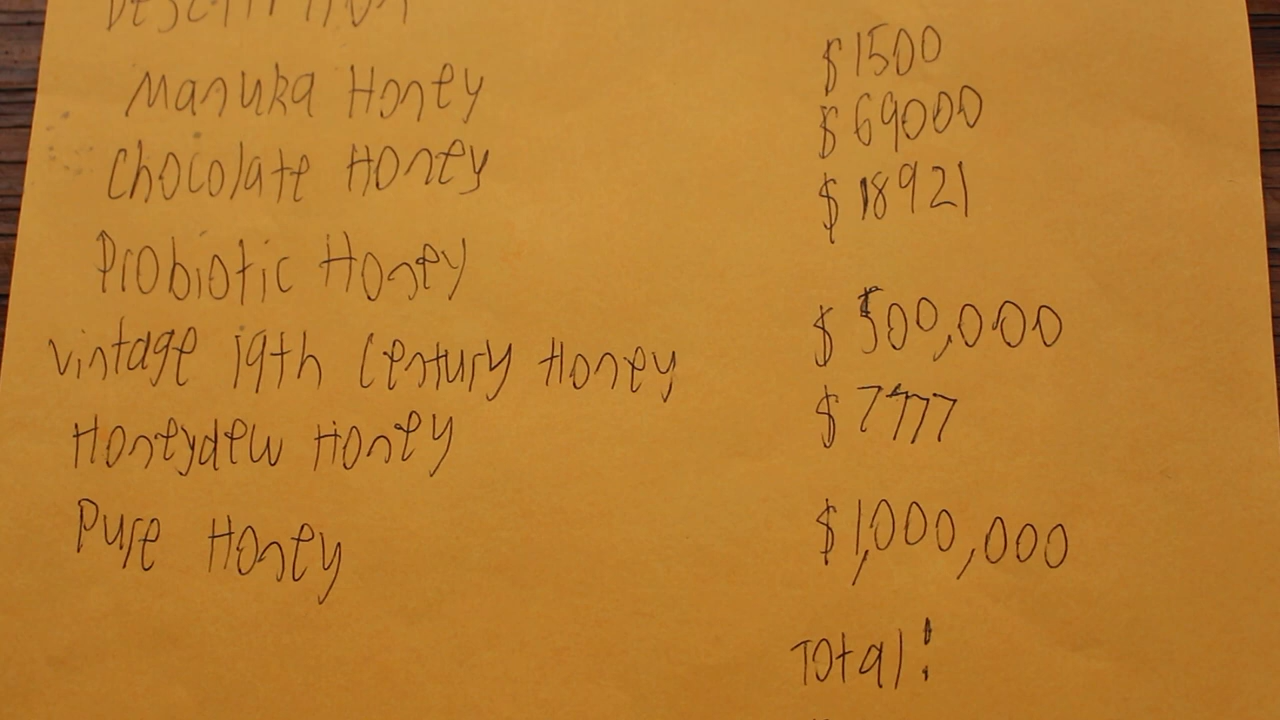 Description
Manuka Honey $1500
Chocolate Honey $69000
Probiotic Honey $18921
Vintage 19th Century Honey $500,000
Honeydew Honey $7777
Pure Honey $1,000,000
Total: